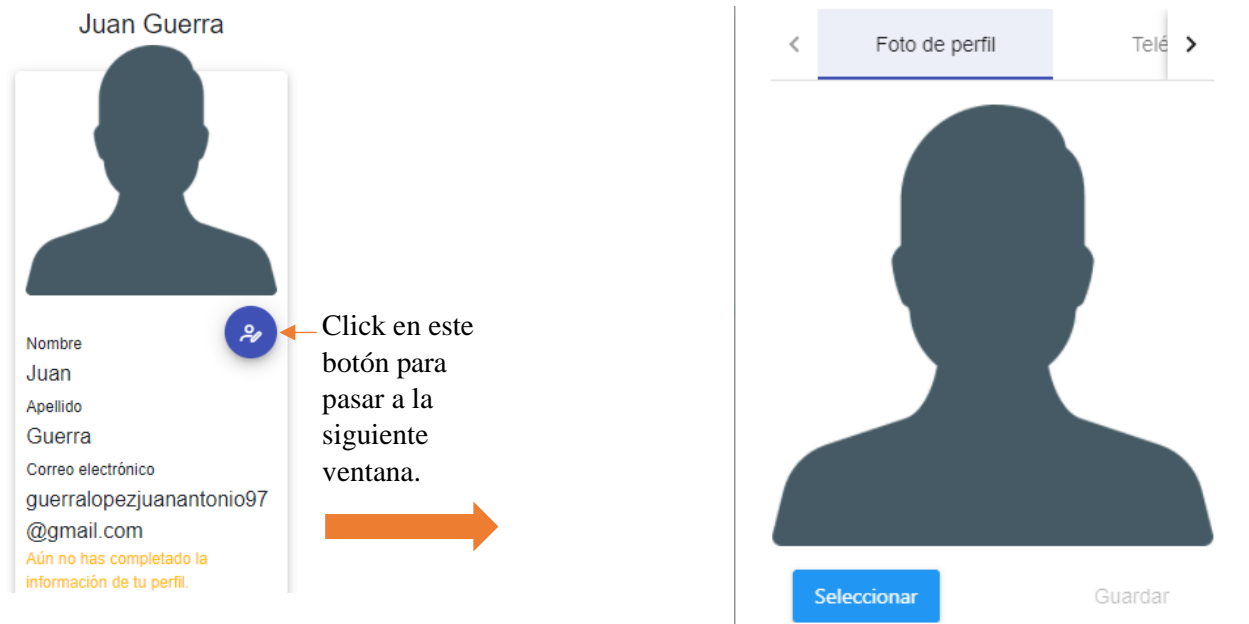 Juan Guerra
Nombre
Juan
Apellido
Guerra
Correo electrónico
guerralopezjuanantonio97
@gmail.com
Aún no has completado la
información de tu perfil.
Click en este
botón para
pasar a la
siguiente
ventana.
Foto de perfil
Telé
Seleccionar
Guardar